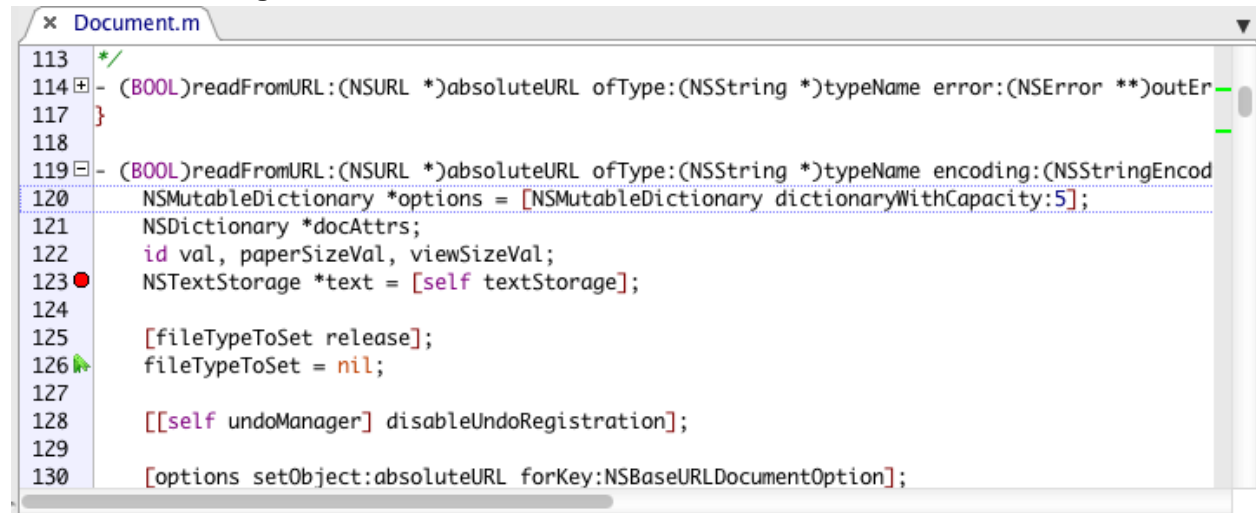 × Document.m
113 */
114 - (BOOL)readFromURL:(NSURL *)absoluteURL ofType:(NSString *)typeName error:(NSError **)outEr
117 }
118
119 - (BOOL)readFromURL:(NSURL *)absoluteURL ofType:(NSString *)typeName encoding:(NSStringEncod
120 NSMutableDictionary *options = [NSMutableDictionary dictionaryWithCapacity:5];
121 NSDictionary *docAttrs;
122 id val, paperSizeVal, viewSizeVal;
123 NSTextStorage *text = [self textStorage];
124
125 [fileTypeToSet release];
126 fileTypeToSet = nil;
127
128 [[self undoManager] disableUndoRegistration];
129
130 [options setObject:absoluteURL forKey:NSBaseURLDocumentOption];